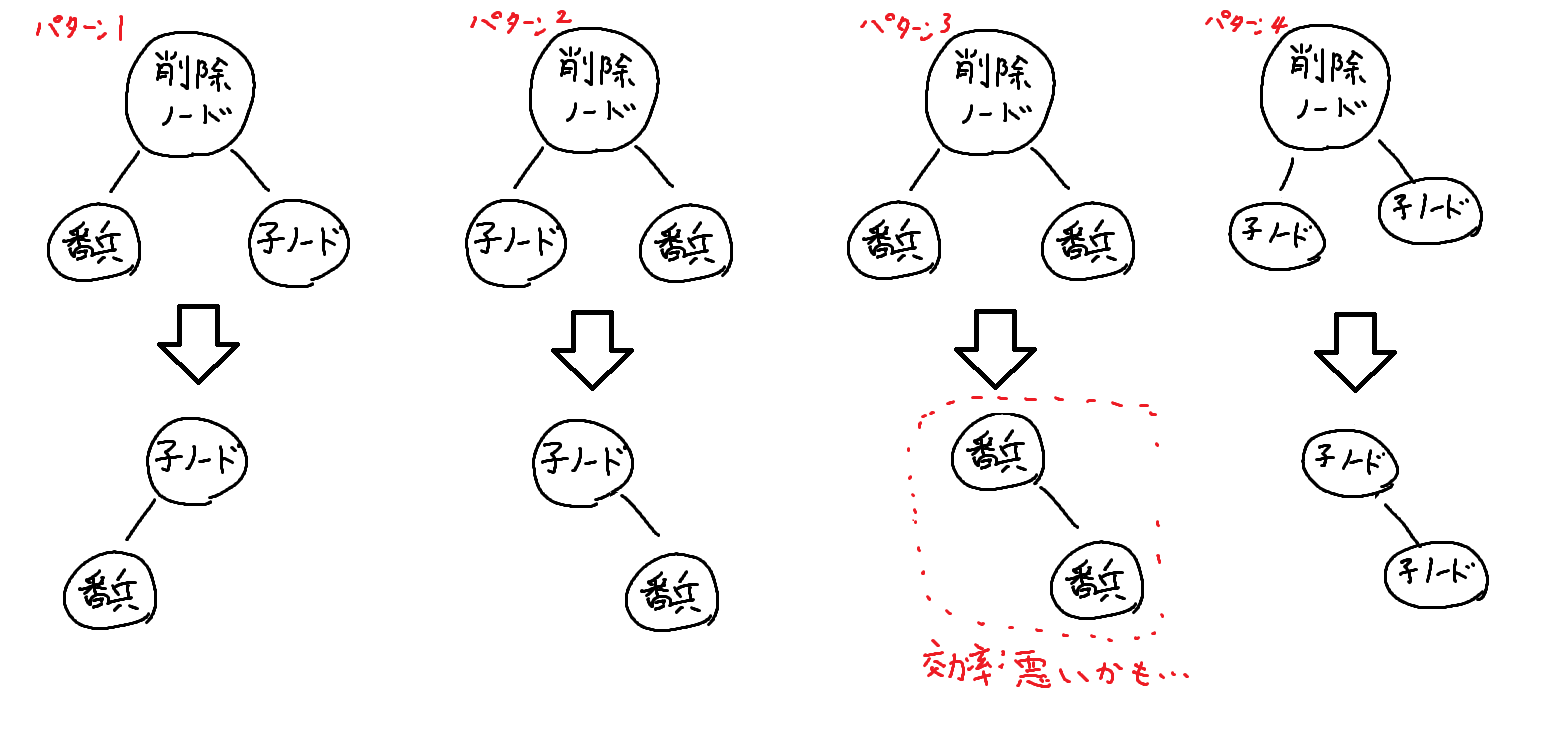 パターン1
削除
ノード
番兵
子ノード
子ノード
番兵
パターン2
削除
ノード
子ノード
番兵
子ノード
番兵
パターン3
削除
ノード
番兵
番兵
番兵
番兵
効率:悪いかも...
パターン4
削除
ノード
子ノード
子ノード
子ノード
子ノード